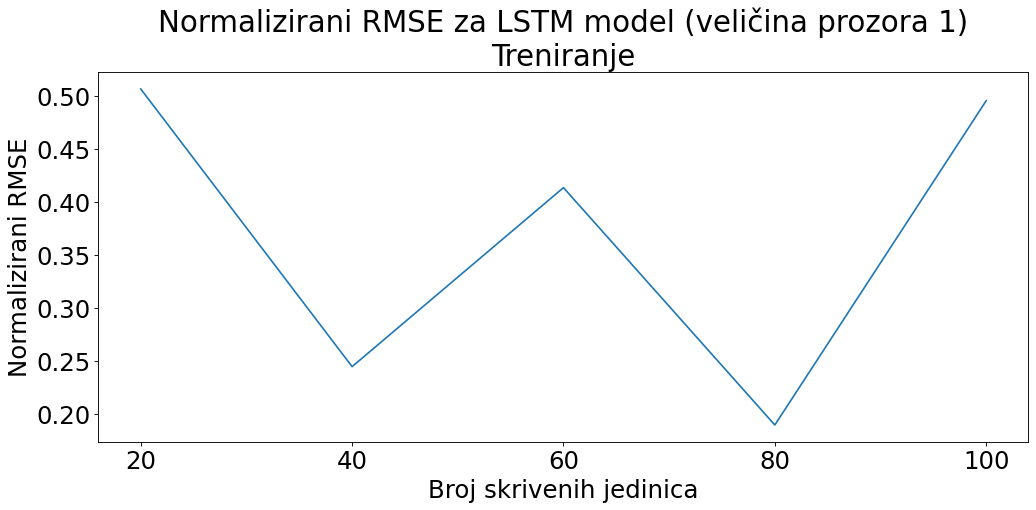 Normalizirani RMSE za LSTM model (veličina prozora 1)
Treniranje
Normalizirani RMSE
0.50
0.45
0.40
0.35
0.30
0.25
0.20
20 40 60 80 100
Broj skrivenih jedinica